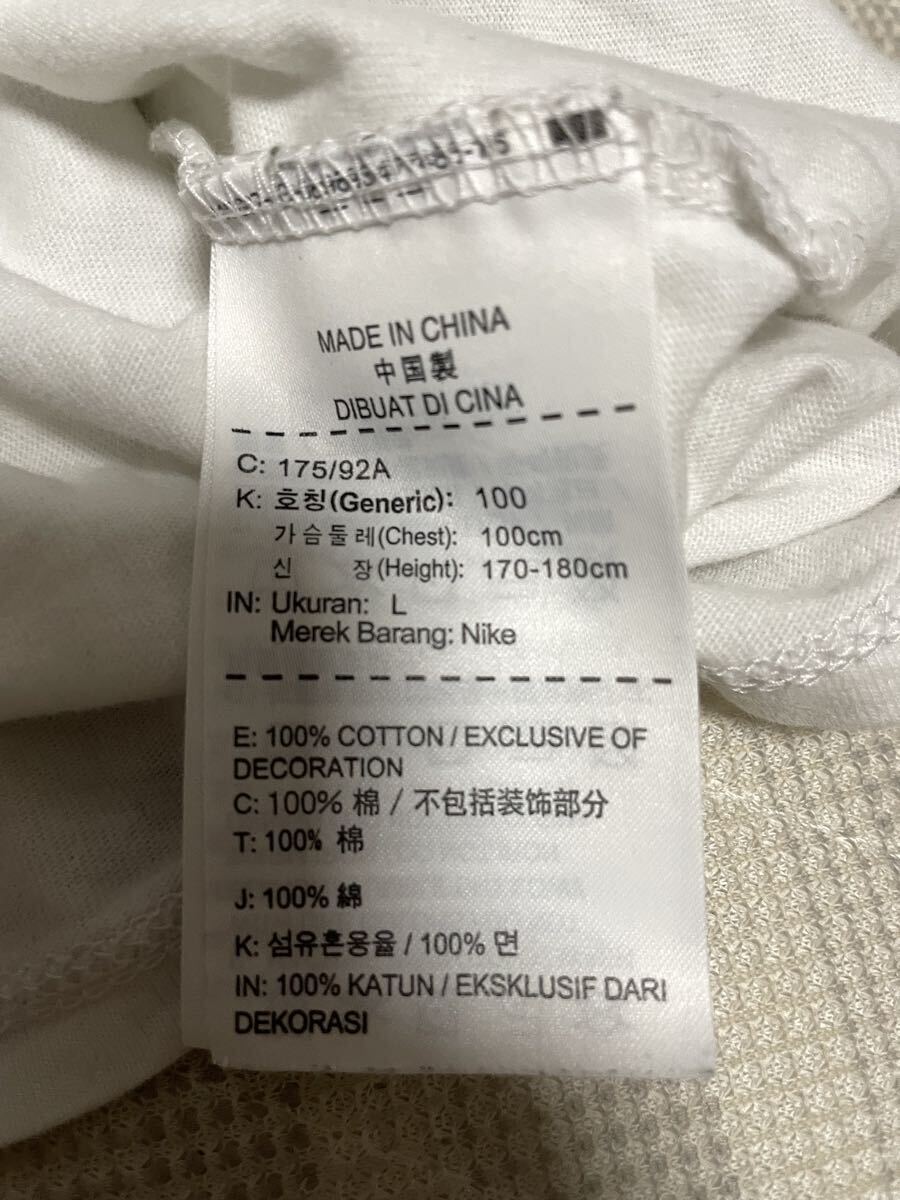 MADE IN CHINA
中国製
DIBUAT DI CINA
C: 175/92A
K: 호칭(Generic): 100
가슴둘레(Chest): 100cm
신 장(Height): 170-180cm
IN: Ukuran: L
Merek Barang: Nike
E: 100% COTTON / EXCLUSIVE OF
DECORATION
C: 100% 棉 / 不包括装饰部分
T: 100% 棉
J: 100% 綿
K: 섬유혼용율 / 100% 면
IN: 100% KATUN / EKSKLUSIF DARI
DEKORASI